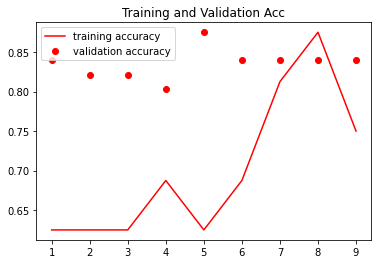 Training and Validation Acc
training accuracy
validation accuracy
0.85
0.80
0.75
0.70
0.65
1 2 3 4 5 6 7 8 9